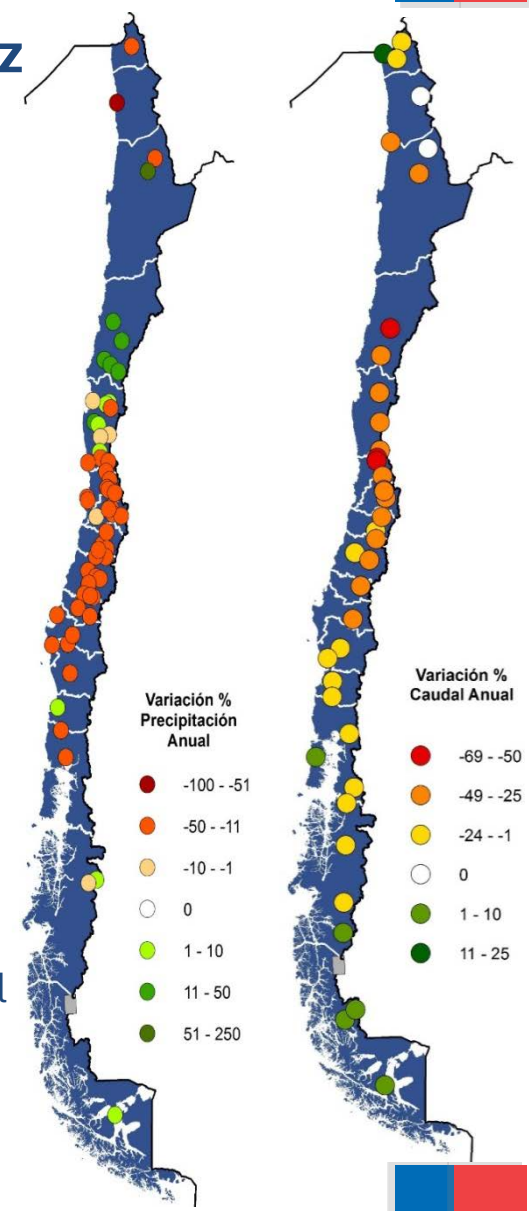 z
Variación %
Precipitación
Anual
-100 - -51
-50 - -11
-10 - -1
0
1 - 10
11 - 50
51 - 250
l
Variación %
Caudal Anual
-69 - -50
-49 - -25
-24 - -1
0
1 - 10
11 - 25